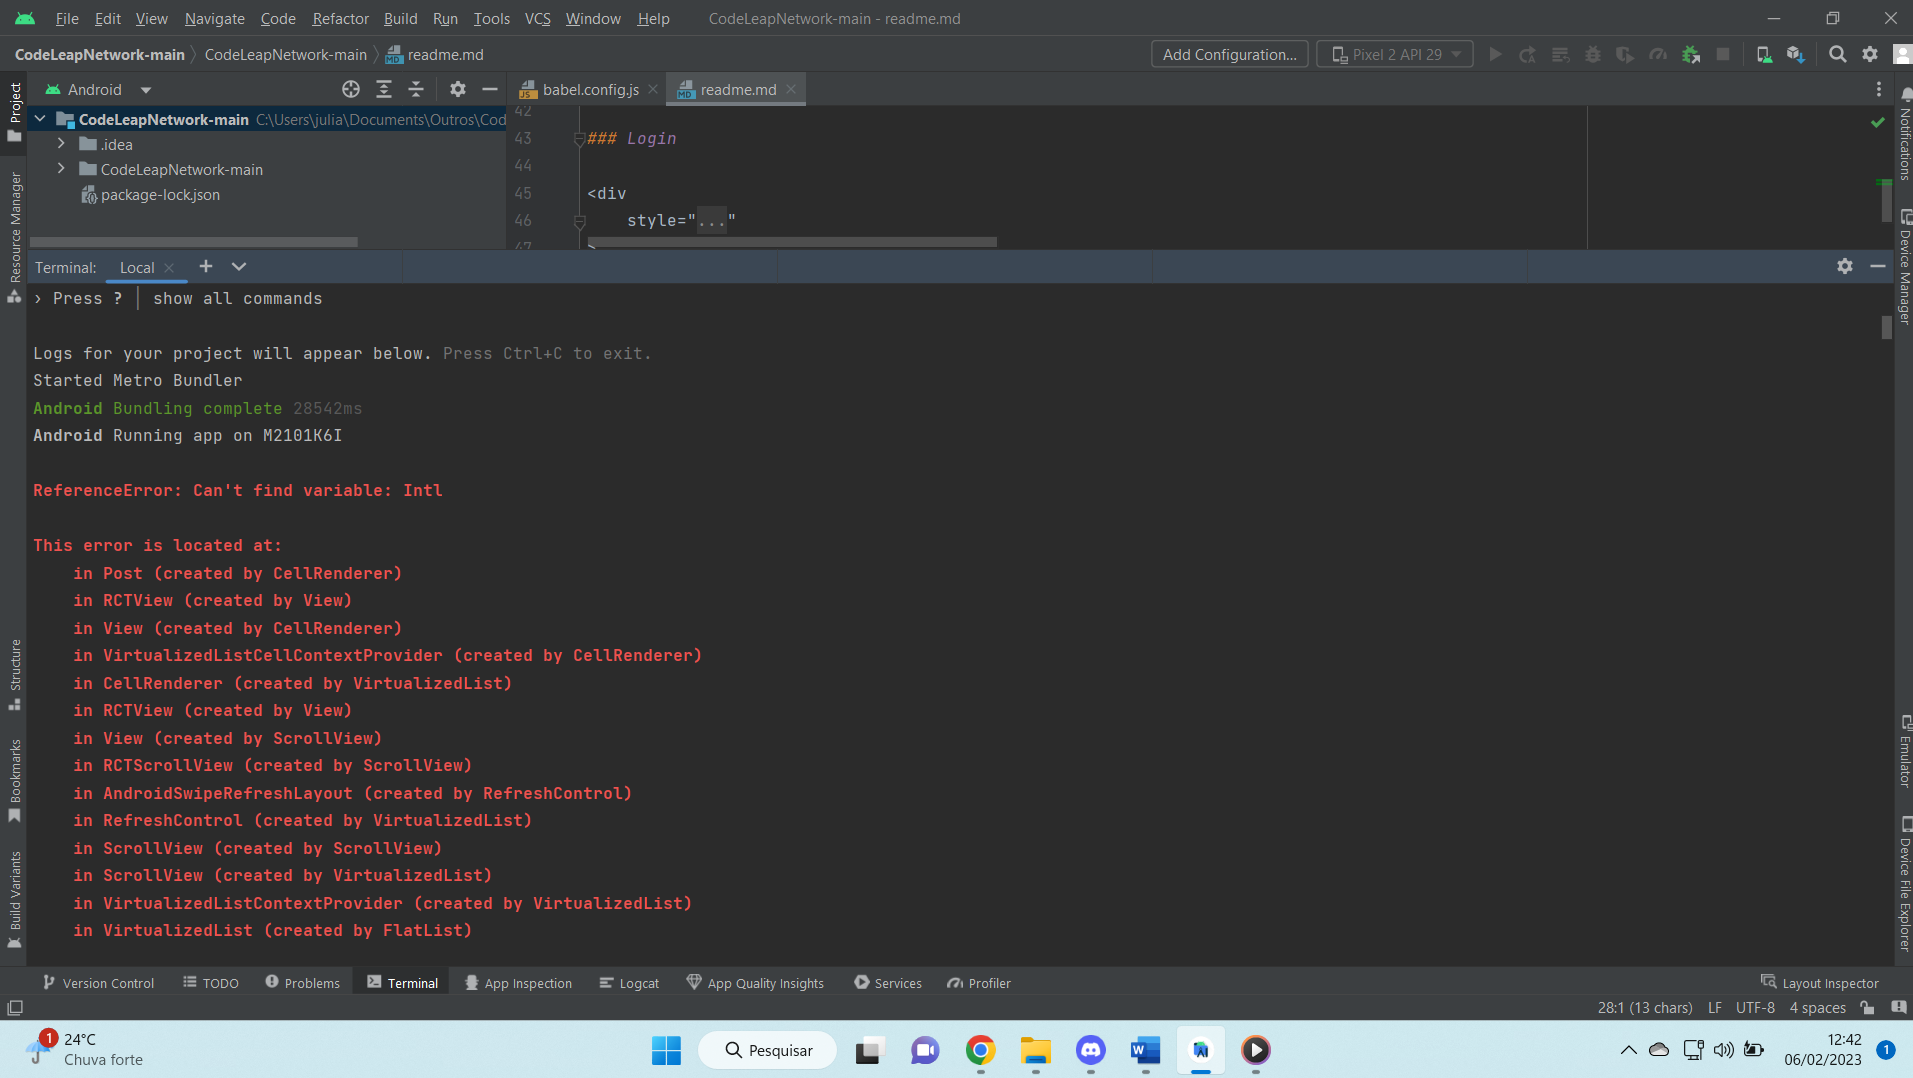 File Edit View Navigate Code Refactor Build Run Tools VCS Window Help CodeLeapNetwork-main - readme.md
CodeLeapNetwork-main CodeLeapNetwork-main readme.md Add Configuration... Pixel 2 API 29
Android babel.config.js readme.md
CodeLeapNetwork-main C:\Users\julia\Documents\Outros\Cod
.idea
CodeLeapNetwork-main
package-lock.json
42
43 ### Login
44
45 <div
46 style="..."
47 >
Terminal: Local
› Press ? │ show all commands
Logs for your project will appear below. Press Ctrl+C to exit.
Started Metro Bundler
Android Bundling complete 28542ms
Android Running app on M2101K6I
ReferenceError: Can't find variable: Intl
This error is located at:
in Post (created by CellRenderer)
in RCTView (created by View)
in View (created by CellRenderer)
in VirtualizedListCellContextProvider (created by CellRenderer)
in CellRenderer (created by VirtualizedList)
in RCTView (created by View)
in View (created by ScrollView)
in RCTScrollView (created by ScrollView)
in AndroidSwipeRefreshLayout (created by RefreshControl)
in RefreshControl (created by VirtualizedList)
in ScrollView (created by ScrollView)
in ScrollView (created by VirtualizedList)
in VirtualizedListContextProvider (created by VirtualizedList)
in VirtualizedList (created by FlatList)
Project
Resource Manager
Structure
Bookmarks
Build Variants
Notifications
Device Manager
Emulator
Device File Explorer
Version Control TODO Problems Terminal App Inspection Logcat App Quality Insights Services Profiler Layout Inspector
28:1 (13 chars) LF UTF-8 4 spaces
1 24°C
Chuva forte
Pesquisar
12:42
06/02/2023 1